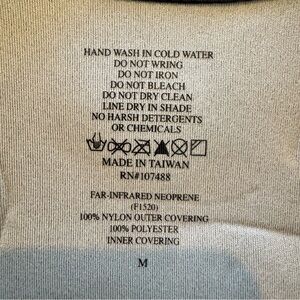 HAND WASH IN COLD WATER
DO NOT WRING
DO NOT IRON
DO NOT BLEACH
DO NOT DRY CLEAN
LINE DRY IN SHADE
NO HARSH DETERGENTS
OR CHEMICALS
MADE IN TAIWAN
RN#107488
FAR-INFRARED NEOPRENE
(F1520)
100% NYLON OUTER COVERING
100% POLYESTER
INNER COVERING
M